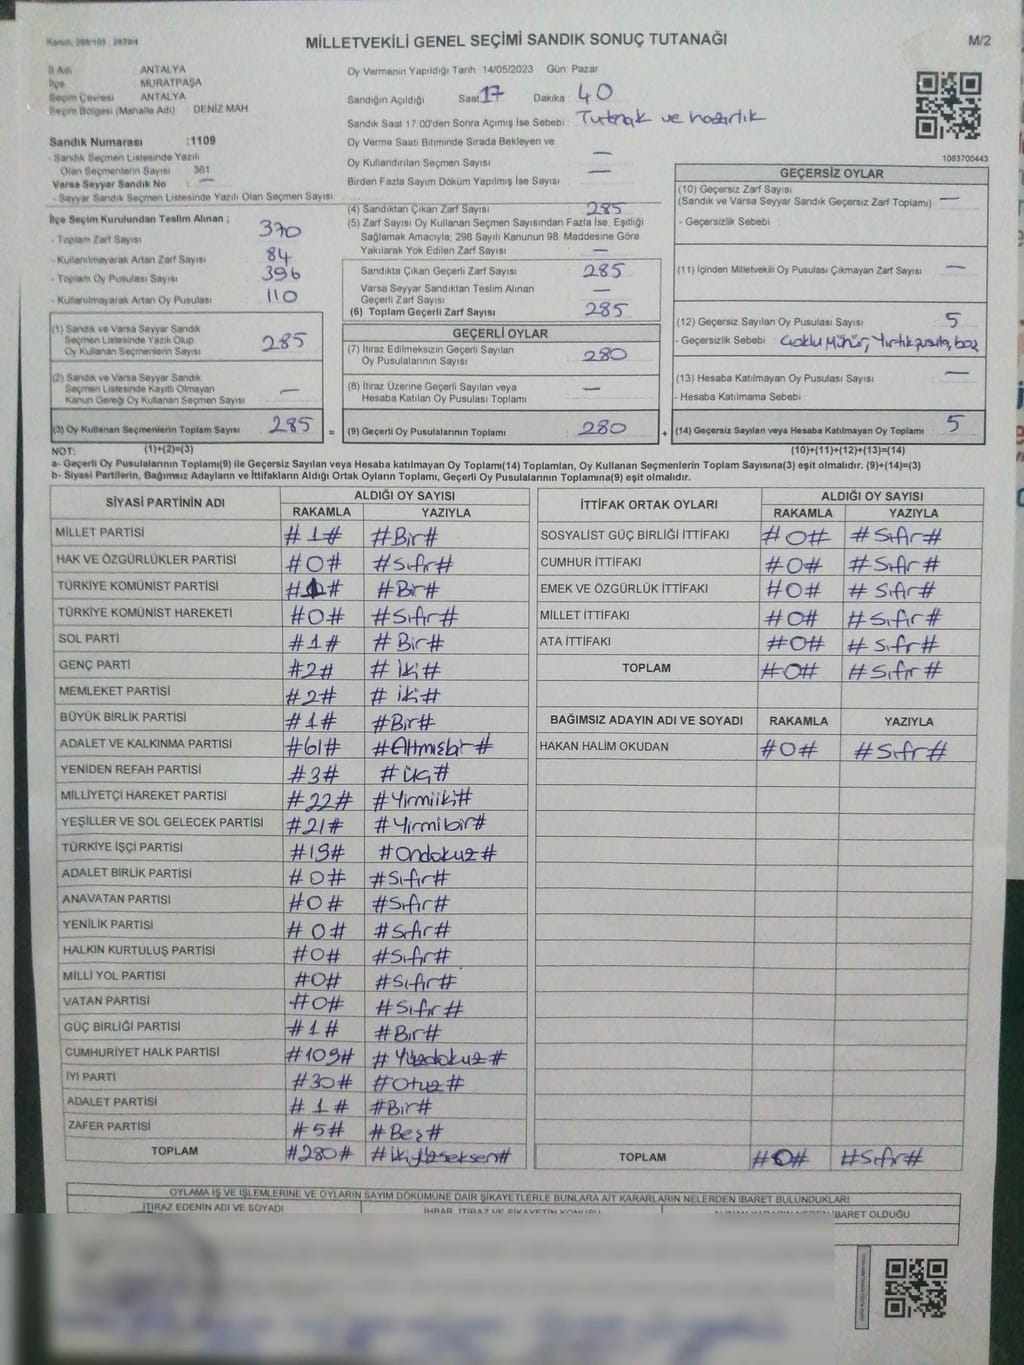 MİLLETVEKİLİ GENEL SEÇİMİ SANDIK SONUÇ TUTANAĞI
M/2
İl Adı ANTALYA
İlçe MURATPAŞA
Seçim Çevresi ANTALYA
Seçim Bölgesi (Mahalle Adı) DENİZ MAH
Sandık Numarası :1109
- Sandık Seçmen Listesinde Yazılı
Olan Seçmenlerin Sayısı 361
Varsa Seyyar Sandık No —
- Seyyar Sandık Seçmen Listesinde Yazılı Olan Seçmen Sayısı
Oy Vermenin Yapıldığı Tarih 14/05/2023 Gün: Pazar
Sandığın Açıldığı Saat 17 Dakika : 40
Sandık Saat 17:00'den Sonra Açımış İse Sebebi : Tutnak ve hazırlık
Oy Verme Saati Bitiminde Sırada Bekleyen ve
Oy Kullandırılan Seçmen Sayısı —
Birden Fazla Sayım Döküm Yapılmış İse Sayısı —
1083700443
İlçe Seçim Kurulundan Teslim Alınan ;
- Toplam Zarf Sayısı 370
- Kullanılmayarak Artan Zarf Sayısı 84
- Toplam Oy Pusulası Sayısı 396
- Kullanılmayarak Artan Oy Pusulası 110
(1) Sandık ve Varsa Seyyar Sandık
Seçmen Listesinde Yazılı Olup
Oy Kullanan Seçmenlerin Sayısı 285
(2) Sandık ve Varsa Seyyar Sandık
Seçmen Listesinde Kayıtlı Olmayan
Kanun Gereği Oy Kullanan Seçmen Sayısı —
(3) Oy Kullanan Seçmenlerin Toplam Sayısı 285 =
(4) Sandıktan Çıkan Zarf Sayısı 285
(5) Zarf Sayısı Oy Kullanan Seçmen Sayısından Fazla İse, Eşitliği
Sağlamak Amacıyla, 298 Sayılı Kanunun 98. Maddesine Göre
Yakılarak Yok Edilen Zarf Sayısı —
Sandıkta Çıkan Geçerli Zarf Sayısı 285
Varsa Seyyar Sandıktan Teslim Alınan
Geçerli Zarf Sayısı —
(6) Toplam Geçerli Zarf Sayısı 285
GEÇERLİ OYLAR
(7) İtiraz Edilmeksizin Geçerli Sayılan
Oy Pusulasının Sayısı 280
(8) İtiraz Üzerine Geçerli Sayılan veya
Hesaba Katılan Oy Pusulası Toplamı —
(9) Geçerli Oy Pusulalarının Toplamı 280 +
GEÇERSİZ OYLAR
(10) Geçersiz Zarf Sayısı
(Sandık ve Varsa Seyyar Sandık Geçersiz Zarf Toplamı) —
- Geçersizlik Sebebi :
(11) İçinden Milletvekili Oy Pusulası Çıkmayan Zarf Sayısı —
(12) Geçersiz Sayılan Oy Pusulası Sayısı 5
- Geçersizlik Sebebi :
(13) Hesaba Katılmayan Oy Pusulası Sayısı —
- Hesaba Katılmama Sebebi :
(14) Geçersiz Sayılan veya Hesaba Katılmayan Oy Toplamı 5
NOT: (1)+(2)=(3) (10)+(11)+(12)+(13)=(14)
a- Geçerli Oy Pusulalarının Toplamı(9) ile Geçersiz Sayılan veya Hesaba katılmayan Oy Toplamı(14) Toplamları, Oy Kullanan Seçmenlerin Toplam Sayısına(3) eşit olmalıdır. (9)+(14)=(3)
b- Siyasi Partilerin, Bağımsız Adayların ve İttifakların Aldığı Ortak Oyların Toplamı, Geçerli Oy Pusulalarının Toplamına(9) eşit olmalıdır.
SİYASİ PARTİNİN ADI ALDIĞI OY SAYISI
RAKAMLA YAZIYLA
MİLLET PARTİSİ #1# #Bir#
HAK VE ÖZGÜRLÜKLER PARTİSİ #0# #Sıfır#
TÜRKİYE KOMÜNİST PARTİSİ #1# #Bir#
TÜRKİYE KOMÜNİST HAREKETİ #0# #Sıfır#
SOL PARTİ #1# #Bir#
GENÇ PARTİ #2# #İki#
MEMLEKET PARTİSİ #2# #iki#
BÜYÜK BİRLİK PARTİSİ #1# #Bir#
ADALET VE KALKINMA PARTİSİ #61# #Altmışbir#
YENİDEN REFAH PARTİSİ #3# #Üç#
MİLLİYETÇİ HAREKET PARTİSİ #22# #Yirmiiki#
YEŞİLLER VE SOL GELECEK PARTİSİ #21# #Yirmibir#
TÜRKİYE İŞÇİ PARTİSİ #19# #Ondokuz#
ADALET BİRLİK PARTİSİ #0# #Sıfır#
ANAVATAN PARTİSİ #0# #Sıfır#
YENİLİK PARTİSİ #0# #Sıfır#
HALKIN KURTULUŞ PARTİSİ #0# #Sıfır#
MİLLİ YOL PARTİSİ #0# #Sıfır#
VATAN PARTİSİ #0# #Sıfır#
GÜÇ BİRLİĞİ PARTİSİ #1# #Bir#
CUMHURİYET HALK PARTİSİ #109# #Yüzdokuz#
İYİ PARTİ #30# #Otuz#
ADALET PARTİSİ #1# #Bir#
ZAFER PARTİSİ #5# #Beş#
TOPLAM #280# #İkiyüzseksen#
İTTİFAK ORTAK OYLARI ALDIĞI OY SAYISI
RAKAMLA YAZIYLA
SOSYALİST GÜÇ BİRLİĞİ İTTİFAKI #0# #Sıfır#
CUMHUR İTTİFAKI #0# #Sıfır#
EMEK VE ÖZGÜRLÜK İTTİFAKI #0# #Sıfır#
MİLLET İTTİFAKI #0# #Sıfır#
ATA İTTİFAKI #0# #Sıfır#
TOPLAM #0# #Sıfır#
BAĞIMSIZ ADAYIN ADI VE SOYADI RAKAMLA YAZIYLA
HAKAN HALİM OKUDAN #0# #Sıfır#
TOPLAM #0# #Sıfır#
OYLAMA İŞ VE İŞLEMLERİNE VE OYLARIN SAYIM DÖKÜMÜNE DAİR ŞİKAYETLERLE BUNLARA AİT KARARLARIN NELERDEN İBARET BULUNDUKLARI
İTİRAZ EDENİN ADI VE SOYADI
İHBAR, İTİRAZ VE ŞİKAYETİN KONUSU
İBARET OLDUĞU